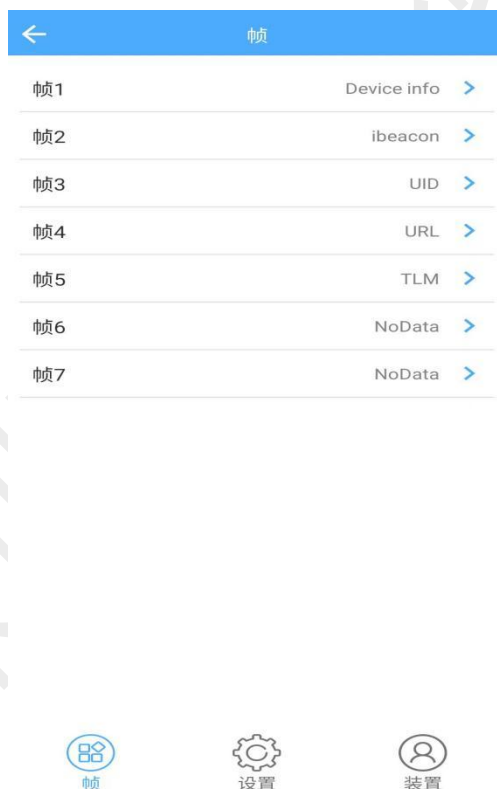 帧
帧1 Device info
帧2 ibeacon
帧3 UID
帧4 URL
帧5 TLM
帧6 NoData
帧7 NoData
帧 设置 装置